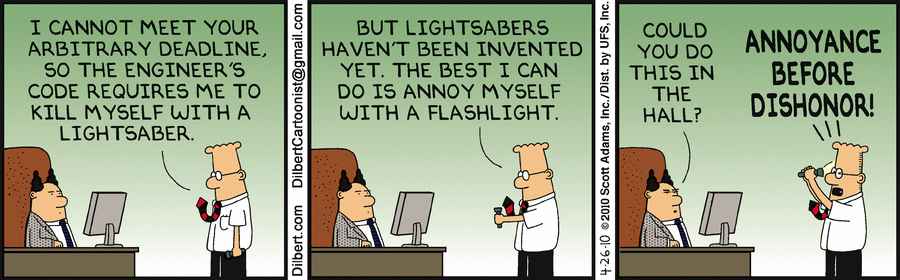 I CANNOT MEET YOUR
ARBITRARY DEADLINE,
SO THE ENGINEER'S
CODE REQUIRES ME TO
KILL MYSELF WITH A
LIGHTSABER.
Dilbert.com DilbertCartoonist@gmail.com
BUT LIGHTSABERS
HAVEN'T BEEN INVENTED
YET. THE BEST I CAN
DO IS ANNOY MYSELF
WITH A FLASHLIGHT.
4-26-10 © 2010 Scott Adams, Inc./Dist. by UFS, Inc.
COULD
YOU DO
THIS IN
THE
HALL?
ANNOYANCE
BEFORE
DISHONOR!